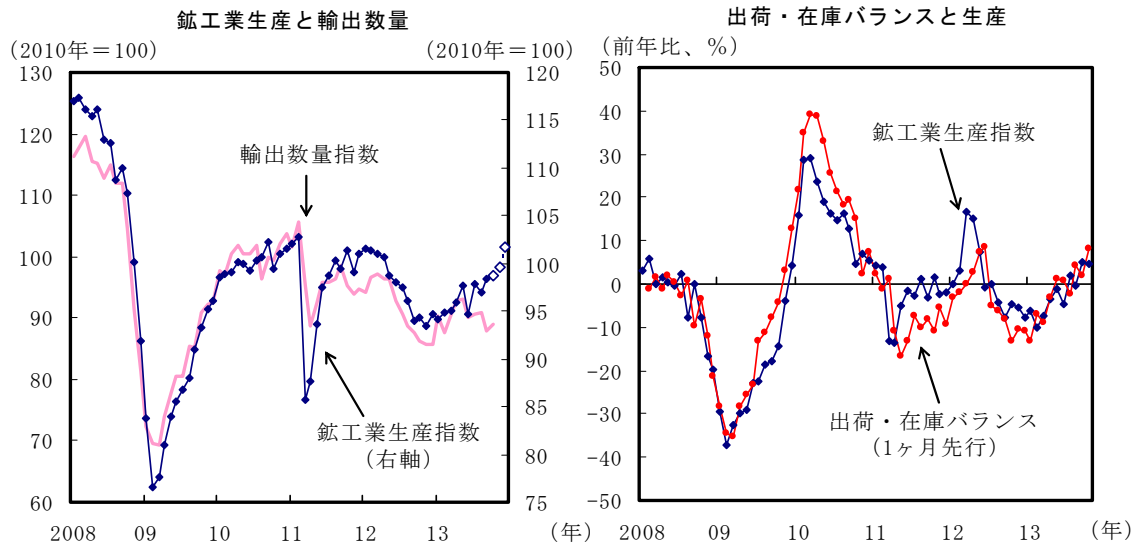 鉱工業生産と輸出数量
(2010年＝100)
(2010年＝100)
130
120
110
100
90
80
70
60
120
115
110
105
100
95
90
85
80
75
輸出数量指数
鉱工業生産指数
(右軸)
2008 09 10 11 12 13 (年)
出荷・在庫バランスと生産
(前年比、%)
50
40
30
20
10
0
-10
-20
-30
-40
-50
鉱工業生産指数
出荷・在庫バランス
(1ヶ月先行)
2008 09 10 11 12 13 (年)